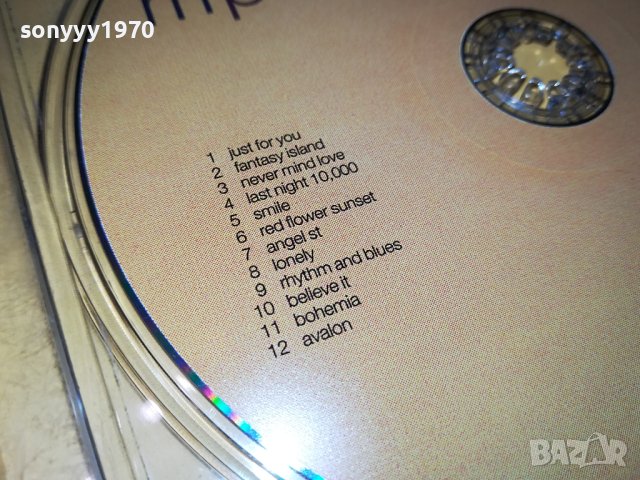 sonyyy1970
1 just for you
2 fantasy island
3 never mind love
4 last night 10,000
5 smile
6 red flower sunset
7 angel st
8 lonely
9 rhythm and blues
10 believe it
11 bohemia
12 avalon
BAZAR